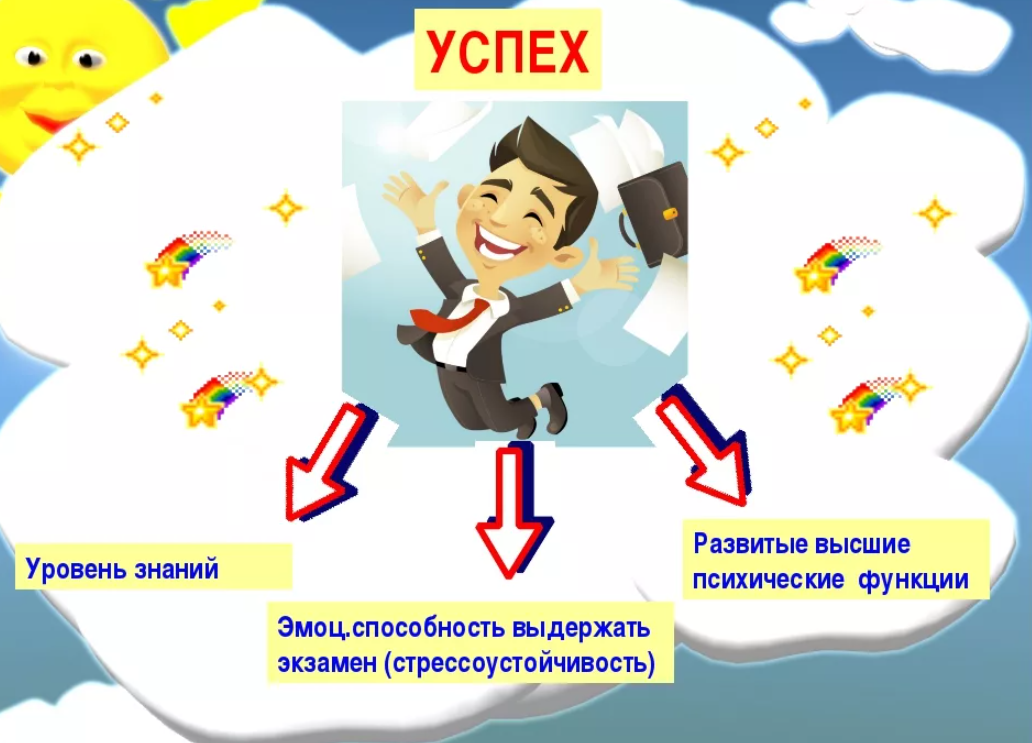 УСПЕХ
Уровень знаний
Эмоц.способность выдержать
экзамен (стрессоустойчивость)
Развитые высшие
психические функции